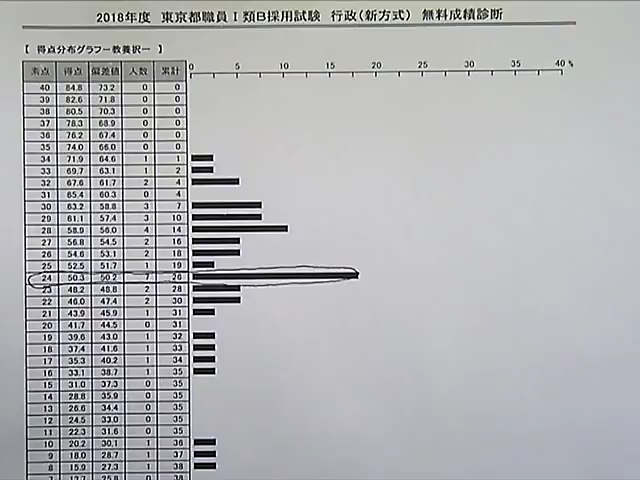 2018年度 東京都職員Ⅰ類B採用試験 行政(新方式) 無料成績診断
【 得点分布グラフー教養択一 】
素点 得点 偏差値 人数 累計 0 5 10 15 20 25 30 35 40 %
40 84.8 73.2 0 0
39 82.6 71.8 0 0
38 80.5 70.3 0 0
37 78.3 68.9 0 0
36 76.2 67.4 0 0
35 74.0 66.0 0 0
34 71.9 64.6 1 1
33 69.7 63.1 1 2
32 67.6 61.7 2 4
31 65.4 60.3 0 4
30 63.2 58.8 3 7
29 61.1 57.4 3 10
28 58.9 56.0 4 14
27 56.8 54.5 2 16
26 54.6 53.1 2 18
25 52.5 51.7 1 19
24 50.3 50.2 7 26
23 48.2 48.8 2 28
22 46.0 47.4 2 30
21 43.9 45.9 1 31
20 41.7 44.5 0 31
19 39.6 43.0 1 32
18 37.4 41.6 1 33
17 35.3 40.2 1 34
16 33.1 38.7 1 35
15 31.0 37.3 0 35
14 28.8 35.9 0 35
13 26.6 34.4 0 35
12 24.5 33.0 0 35
11 22.3 31.6 0 35
10 20.2 30.1 1 36
9 18.0 28.7 1 37
8 15.9 27.3 1 38